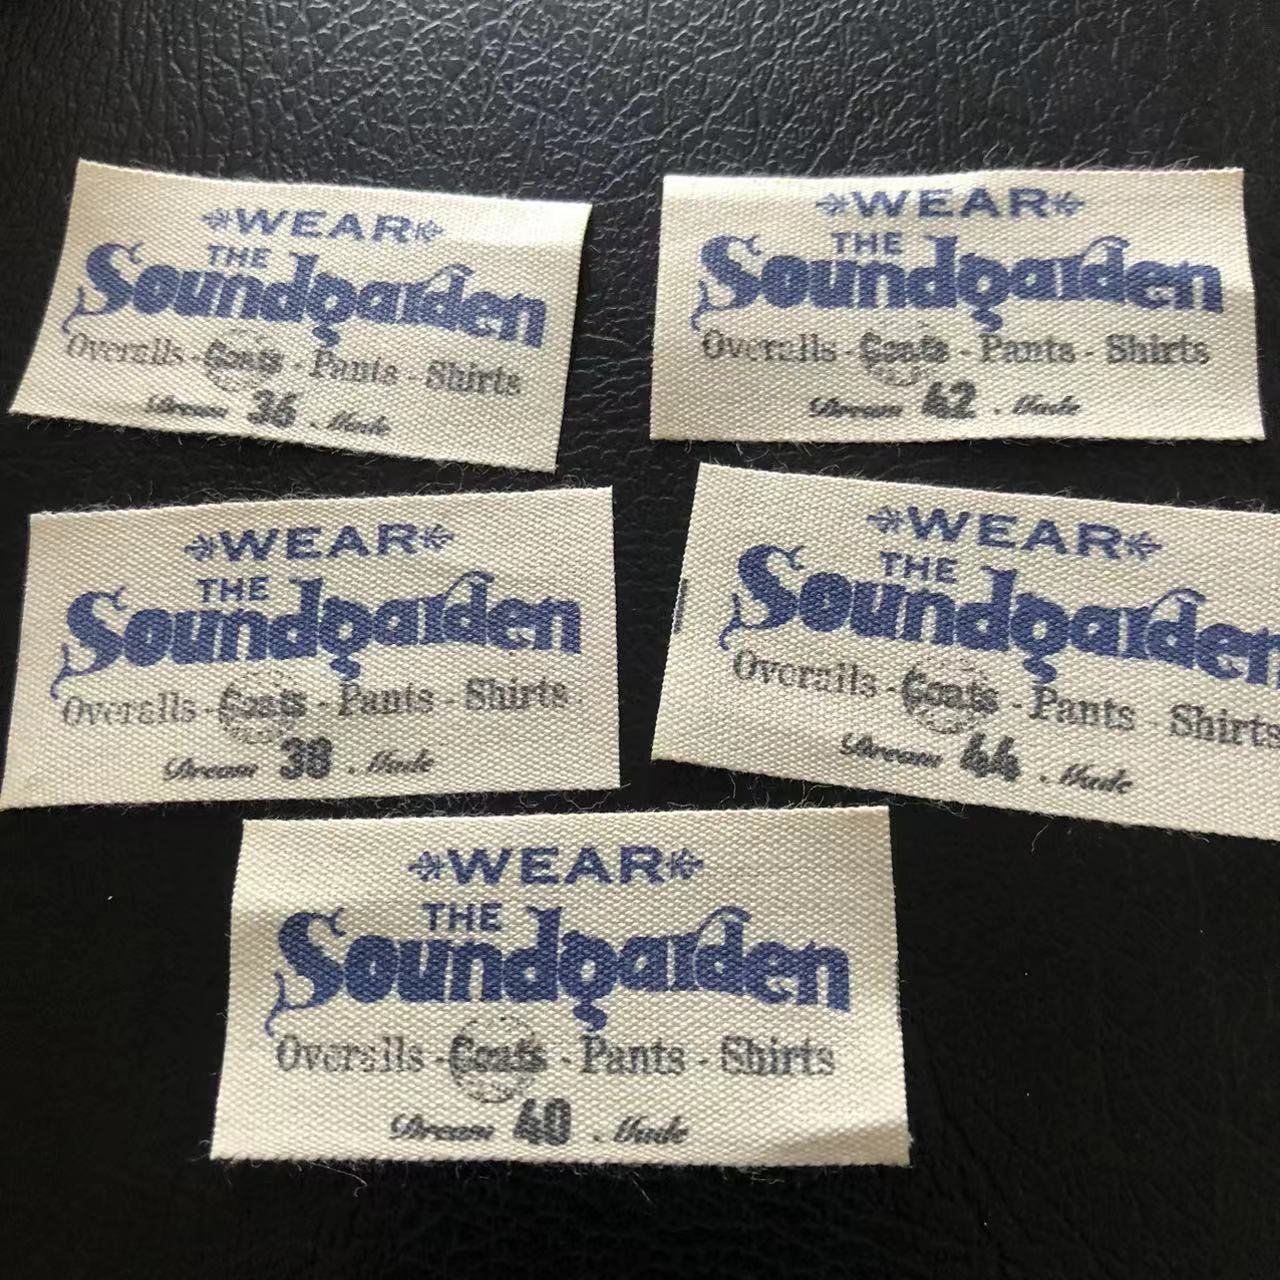 WEAR
THE
Soundgarden
Overalls - Coats - Pants - Shirts
Dream 36 . Made
WEAR
THE
Soundgarden
Overalls - Coats - Pants - Shirts
Dream 42 . Made
WEAR
THE
Soundgarden
Overalls - Coats - Pants - Shirts
Dream 38 . Made
WEAR
THE
Soundgarden
Overalls - Coats - Pants - Shirts
Dream 44 . Made
WEAR
THE
Soundgarden
Overalls - Coats - Pants - Shirts
Dream 40 . Made